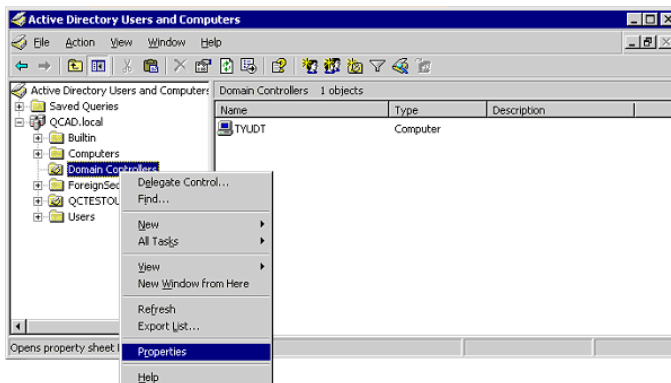 Active Directory Users and Computers
File Action View Window Help
Active Directory Users and Computers
Domain Controllers 1 objects
Saved Queries
Name Type Description
QCAD.local
TYUDT Computer
Builtin
Computers
Domain Controllers
ForeignSec
Delegate Control...
QCTESTOU
Find...
Users
New
All Tasks
View
New Window from Here
Refresh
Export List...
Opens property sheet
Properties
Help